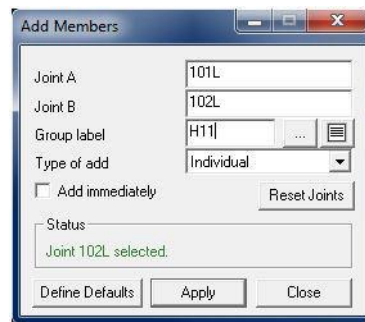 Add Members
Joint A 101L
Joint B 102L
Group label H11 ...
Type of add Individual
Add immediately Reset Joints
Status
Joint 102L selected.
Define Defaults Apply Close